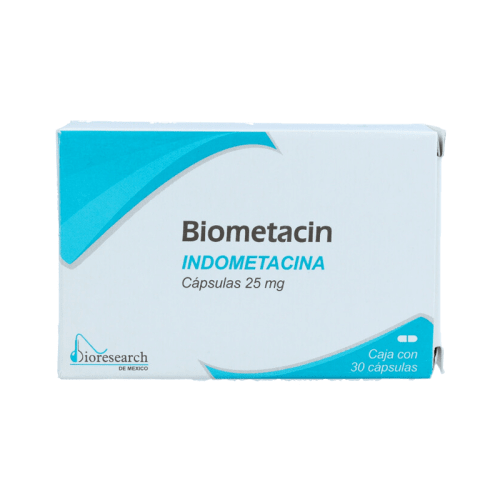 Biometacin
INDOMETACINA
Cápsulas 25 mg
Bioresearch
DE MEXICO
Caja con
30 cápsulas